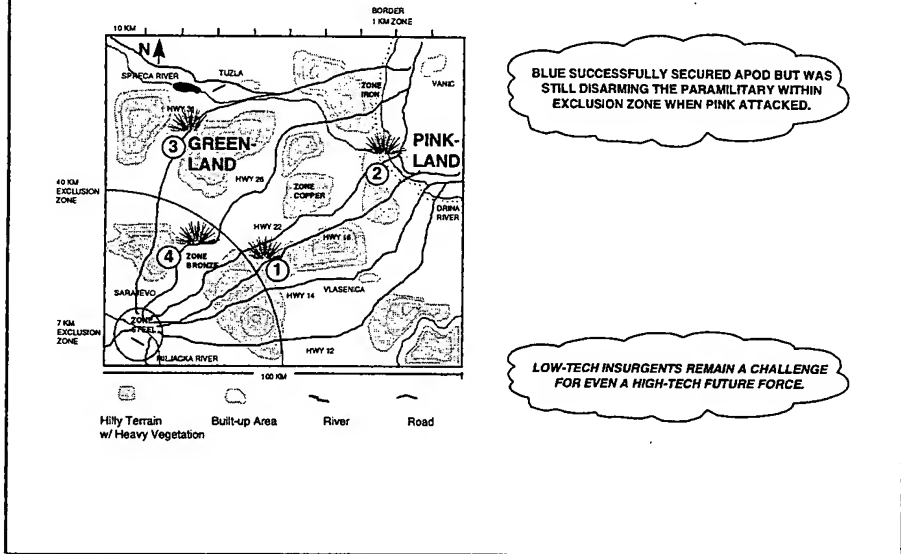 BORDER
1 KM ZONE
10 KM
N
SPRECA RIVER
TUZLA
ZONE
IRON
VANIC
HWY 31
3
GREEN-
LAND
PINK-
LAND
2
HWY 26
ZONE
COPPER
40 KM
EXCLUSION
ZONE
DRINA
RIVER
HWY 22
HWY 16
4
ZONE
BRONZE
1
SARAJEVO
HWY 14
VLASENICA
ZONE
STEEL
7 KM
EXCLUSION
ZONE
MILJACKA RIVER
HWY 12
100 KM
Hilly Terrain
w/ Heavy Vegetation
Built-up Area
River
Road
BLUE SUCCESSFULLY SECURED APOD BUT WAS
STILL DISARMING THE PARAMILITARY WITHIN
EXCLUSION ZONE WHEN PINK ATTACKED.
LOW-TECH INSURGENTS REMAIN A CHALLENGE
FOR EVEN A HIGH-TECH FUTURE FORCE.